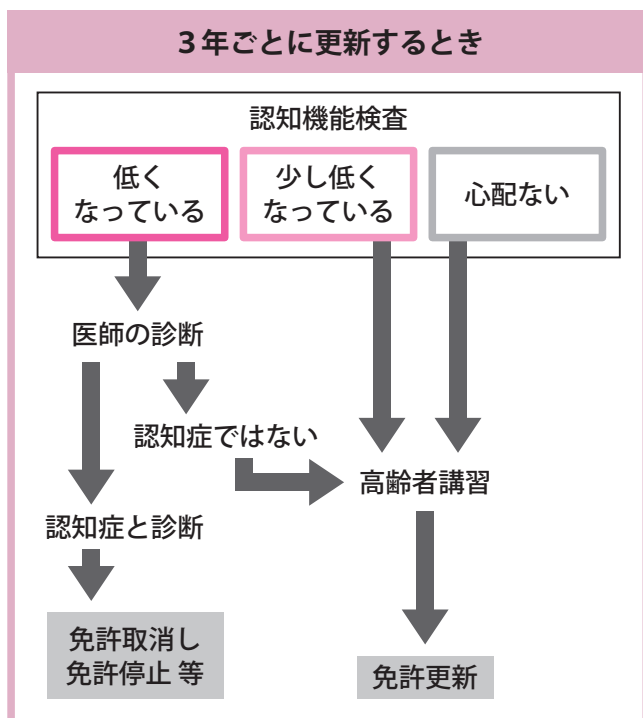 3年ごとに更新するとき
認知機能検査
低く
なっている
少し低く
なっている
心配ない
医師の診断
認知症ではない
高齢者講習
認知症と診断
免許取消し
免許停止 等
免許更新